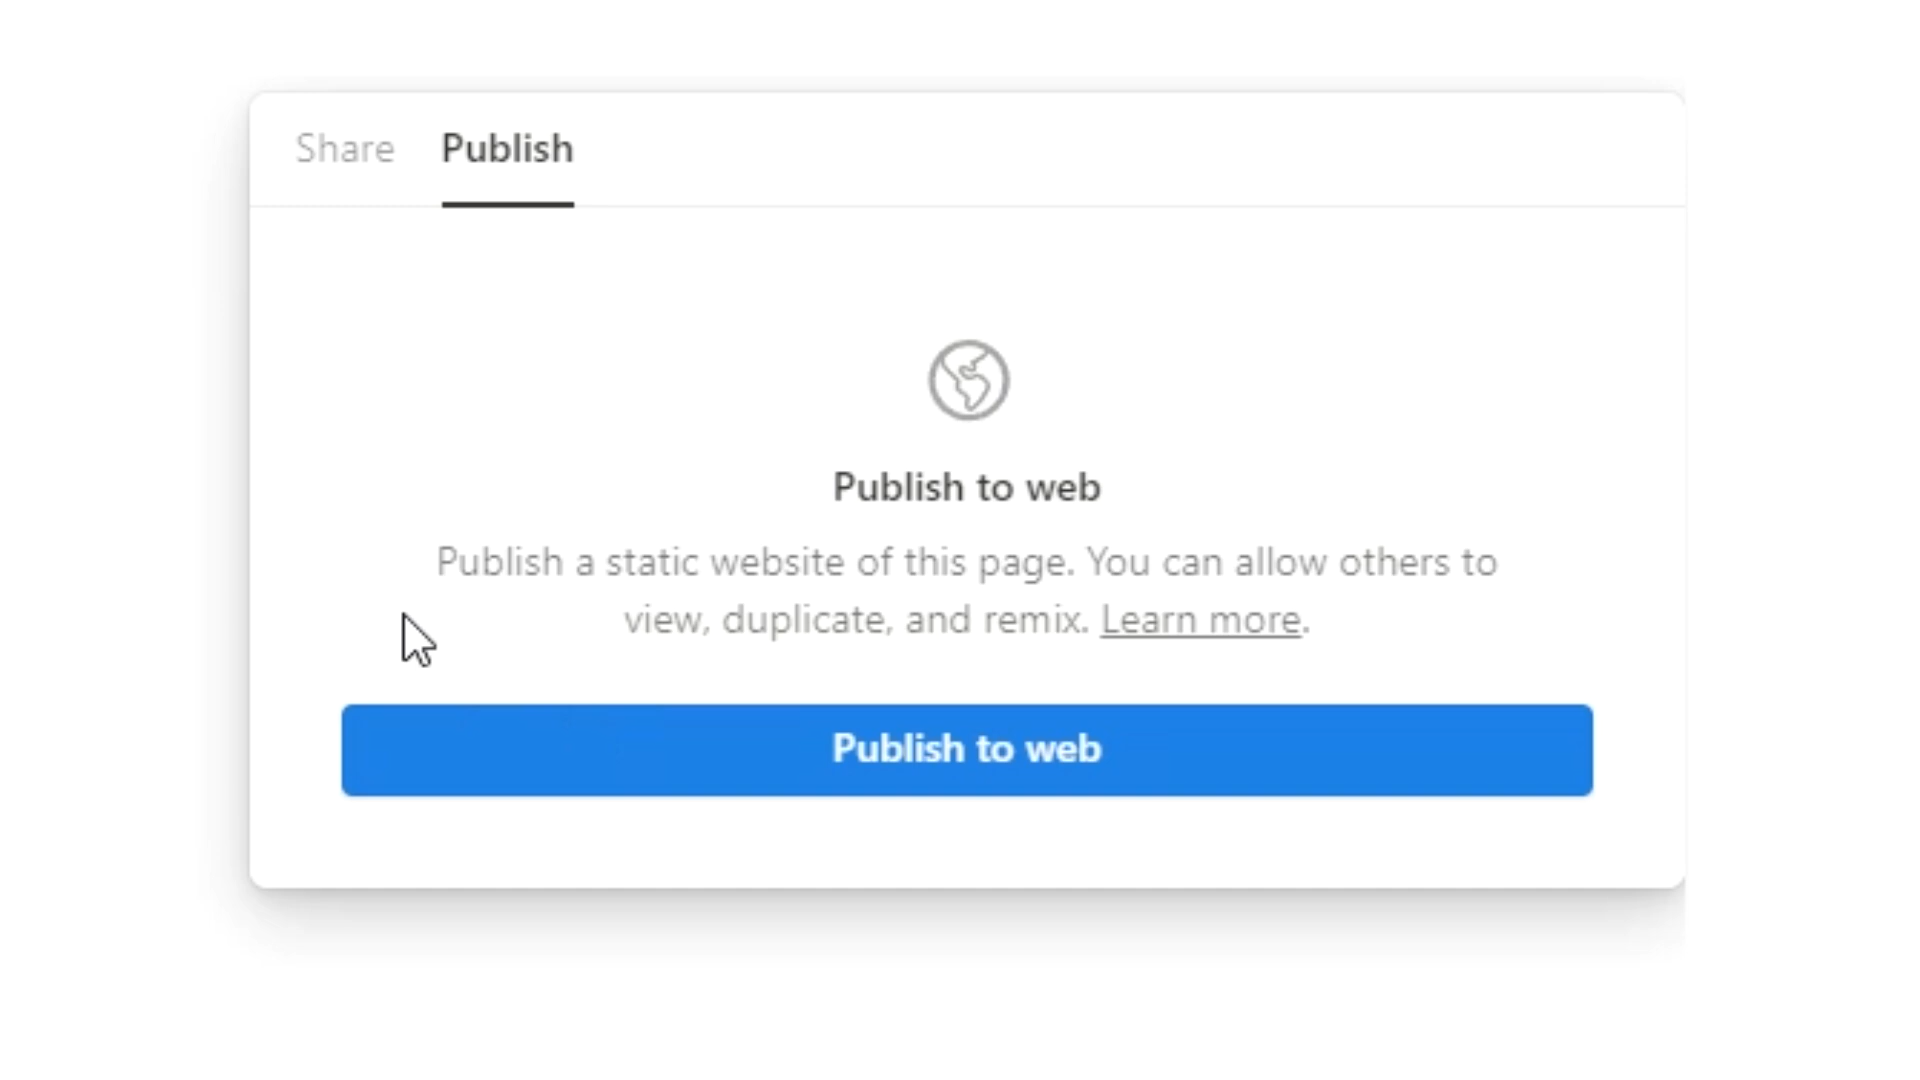 Share Publish
Publish to web
Publish a static website of this page. You can allow others to
view, duplicate, and remix. Learn more.
Publish to web